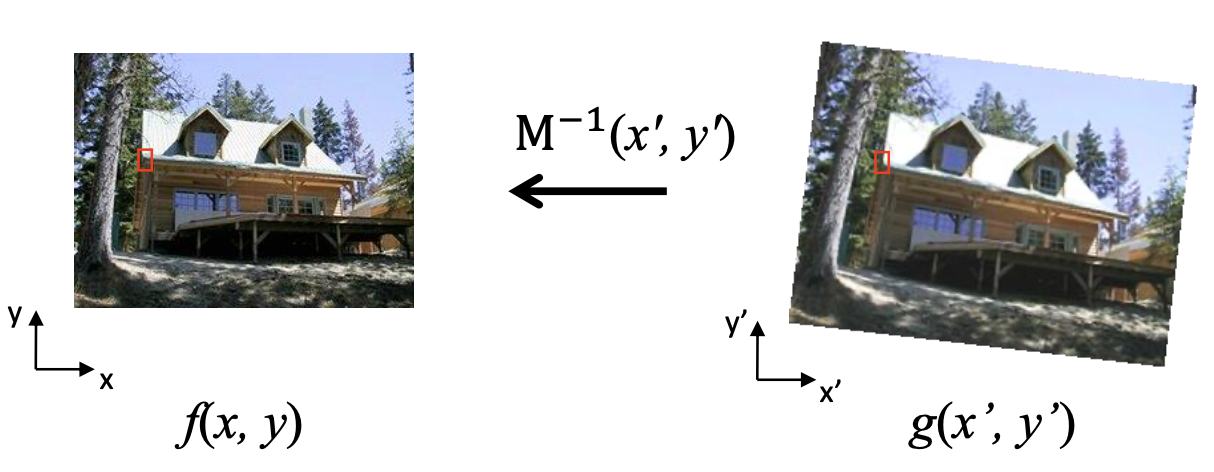 M⁻¹(x′, y′)
y
x
f(x, y)
y’
x’
g(x’, y’)